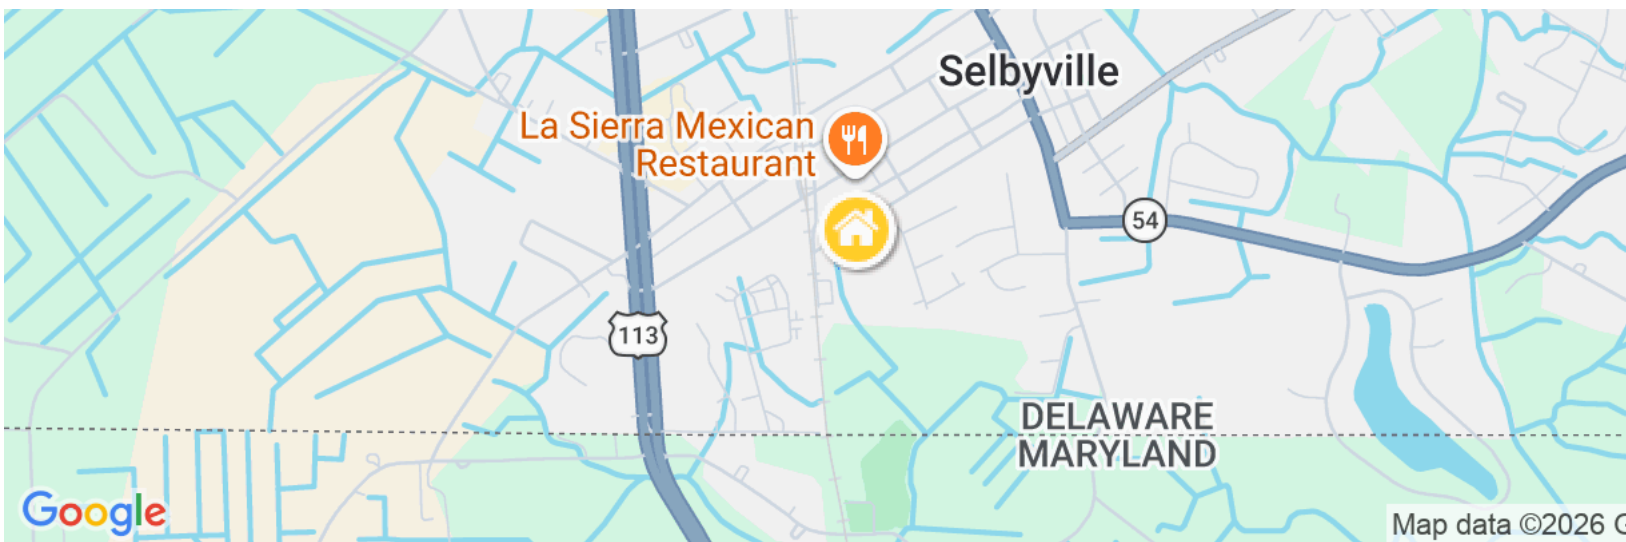 Selbyville
La Sierra Mexican
Restaurant
54
113
DELAWARE
MARYLAND
Google
Map data ©2026 G